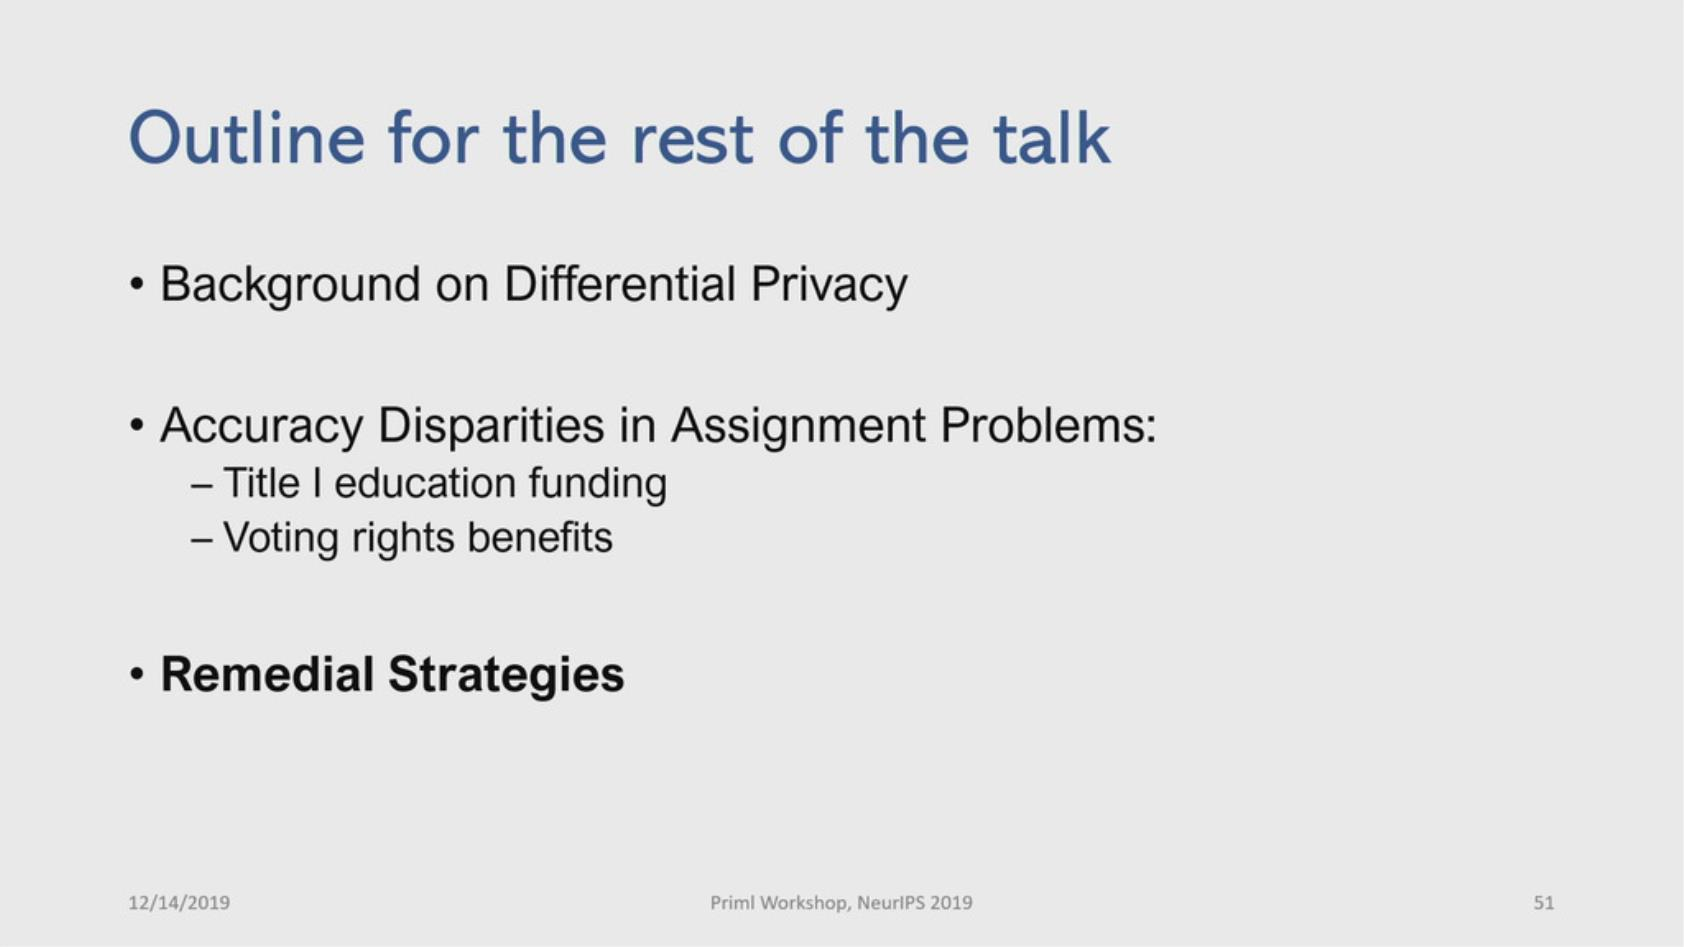 Outline for the rest of the talk
• Background on Differential Privacy
• Accuracy Disparities in Assignment Problems:
– Title I education funding
– Voting rights benefits
• Remedial Strategies
12/14/2019
Priml Workshop, NeurIPS 2019
51